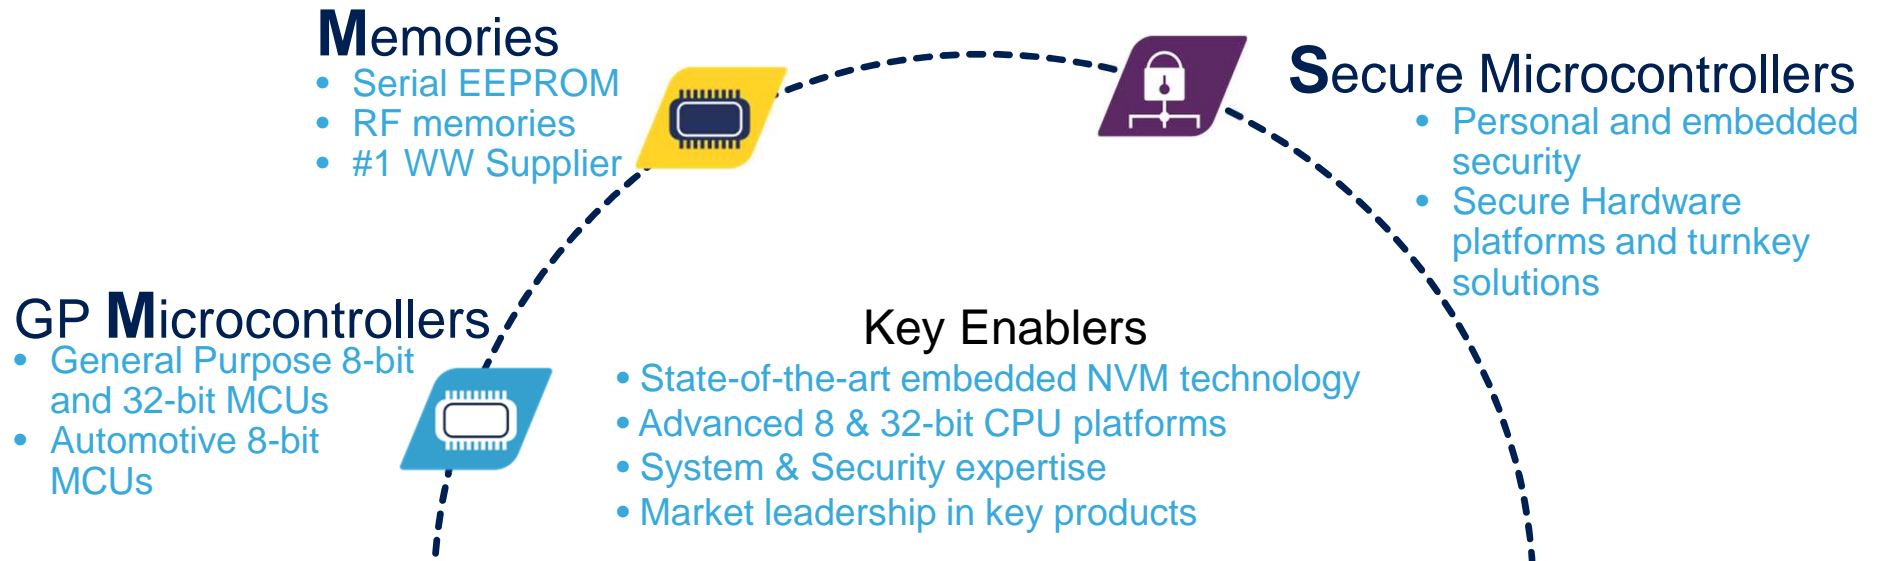 Memories
• Serial EEPROM
• RF memories
• #1 WW Supplier
Secure Microcontrollers
• Personal and embedded
security
• Secure Hardware
platforms and turnkey
solutions
GP Microcontrollers
• General Purpose 8-bit
and 32-bit MCUs
• Automotive 8-bit
MCUs
Key Enablers
• State-of-the-art embedded NVM technology
• Advanced 8 & 32-bit CPU platforms
• System & Security expertise
• Market leadership in key products